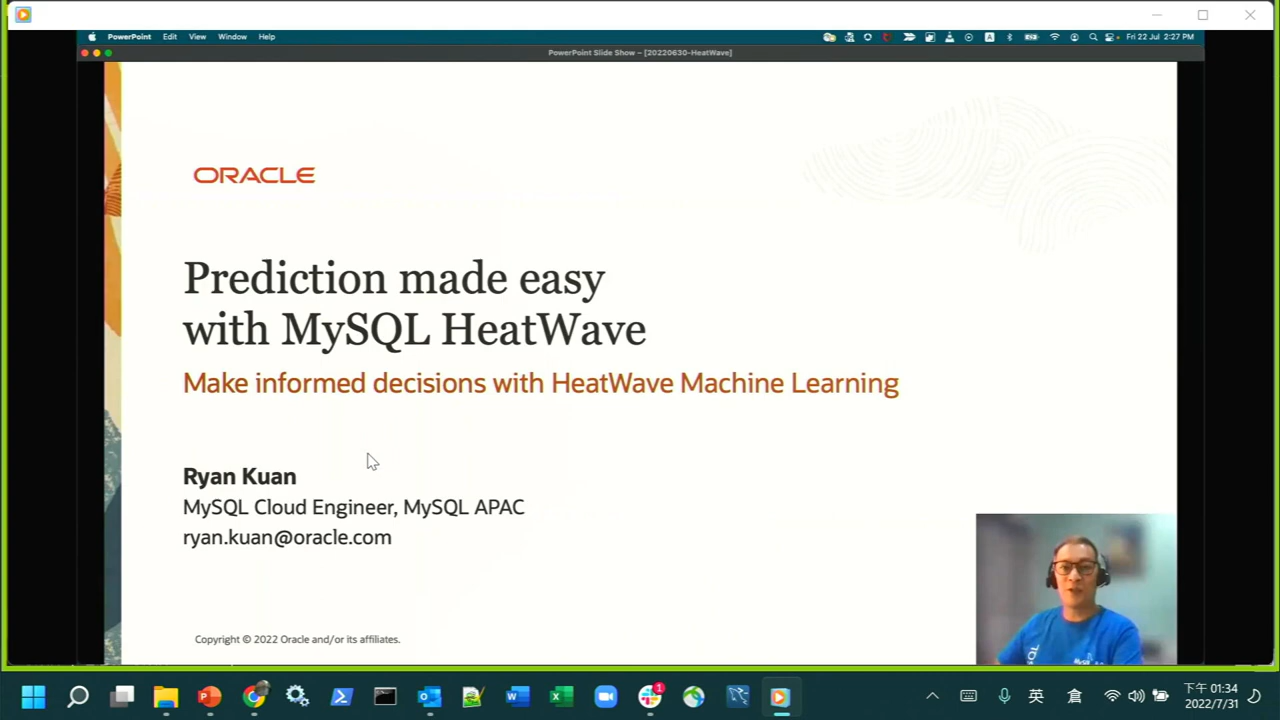 PowerPoint Edit View Window Help
A
Fri 22 Jul 2:27 PM
PowerPoint Slide Show – [20220630-HeatWave]
ORACLE
Prediction made easy
with MySQL HeatWave
Make informed decisions with HeatWave Machine Learning
Ryan Kuan
MySQL Cloud Engineer, MySQL APAC
ryan.kuan@oracle.com
Copyright © 2022 Oracle and/or its affiliates.
1
英
倉
下午 01:34
2022/7/31